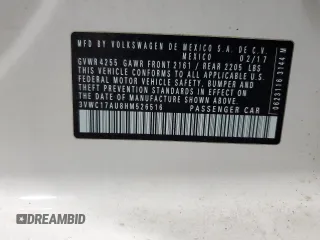 MFD BY VOLKSWAGEN DE MEXICO S.A. DE C.V.
MEXICO 02/17
GVWR 4255 GAWR FRONT 2161 / REAR 2205 LBS
THIS VEHICLE CONFORMS TO ALL APPLICABLE
FEDERAL MOTOR VEHICLE SAFETY, BUMPER AND
THEFT PREVENTION STANDARDS IN EFFECT ON
THE DATE OF MANUFACTURE SHOWN ABOVE.
PASSENGER CAR
DREAMBID